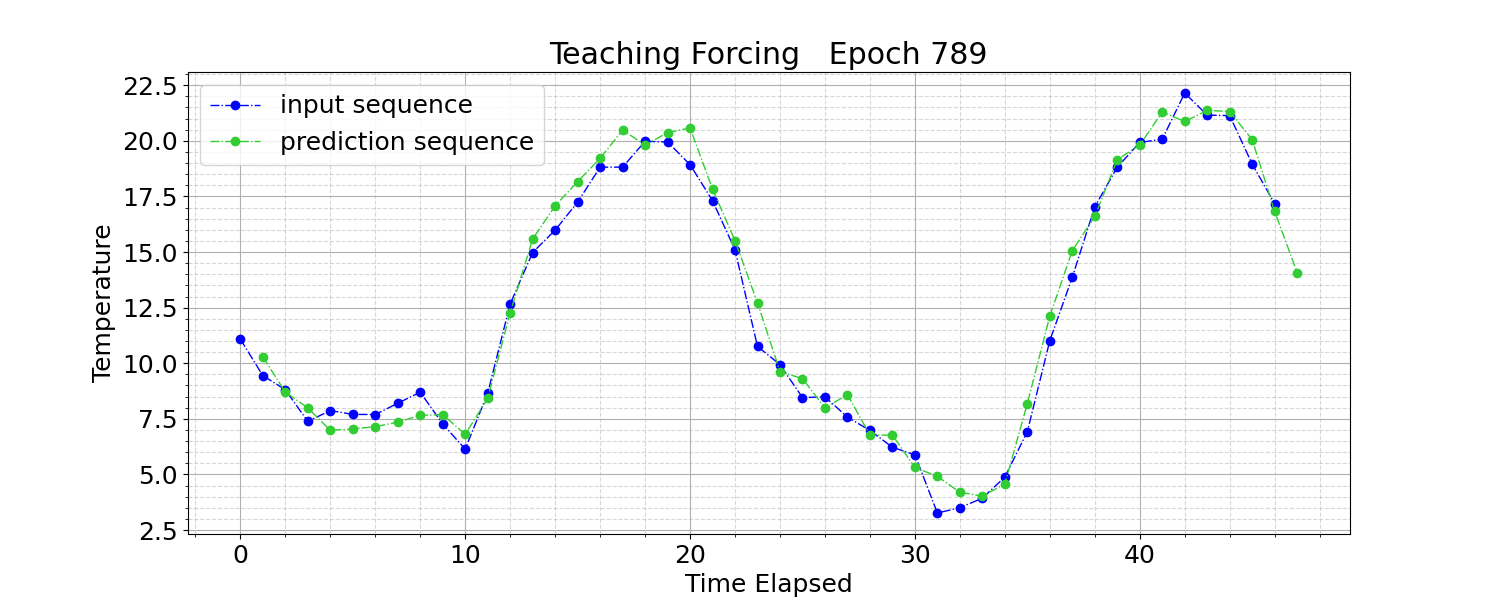 Teaching Forcing   Epoch 789
22.5
20.0
17.5
15.0
12.5
10.0
7.5
5.0
2.5
Temperature
input sequence
prediction sequence
0 10 20 30 40
Time Elapsed